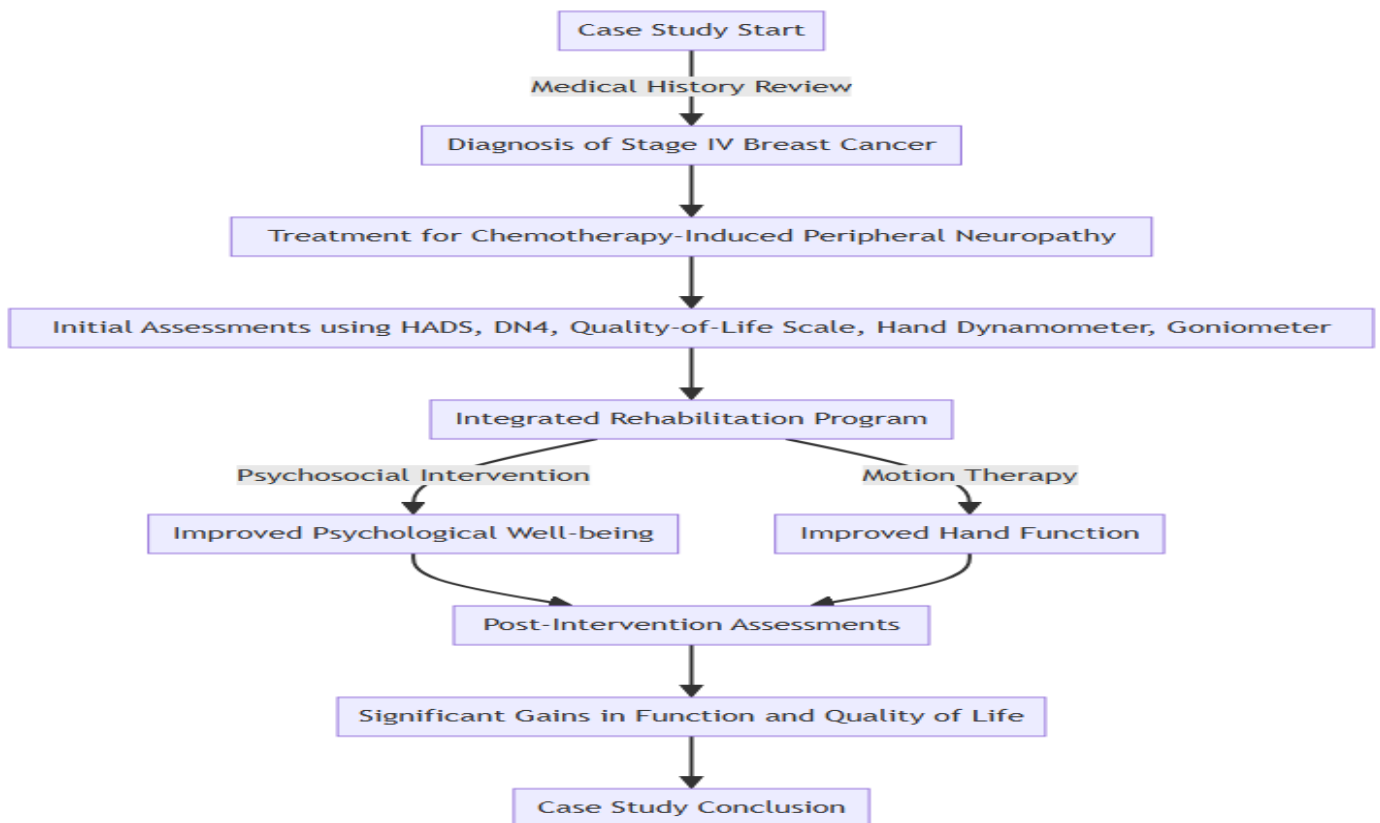 Case Study Start
Medical History Review
Diagnosis of Stage IV Breast Cancer
Treatment for Chemotherapy-Induced Peripheral Neuropathy
Initial Assessments using HADS, DN4, Quality-of-Life Scale, Hand Dynamometer, Goniometer
Integrated Rehabilitation Program
Psychosocial Intervention
Motion Therapy
Improved Psychological Well-being
Improved Hand Function
Post-Intervention Assessments
Significant Gains in Function and Quality of Life
Case Study Conclusion